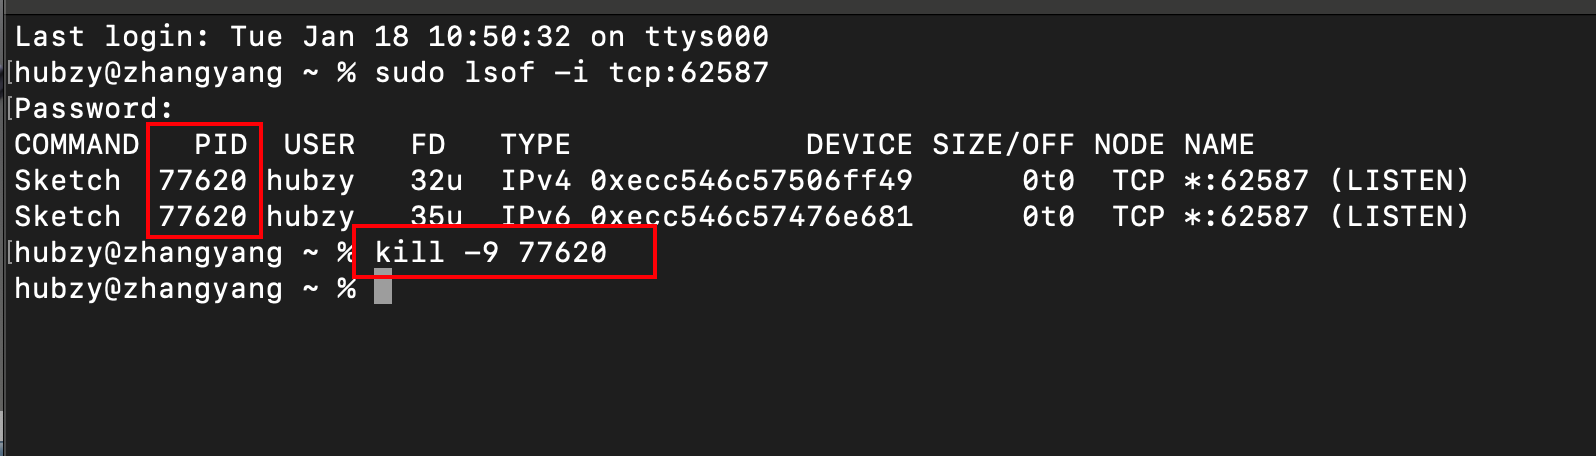 Last login: Tue Jan 18 10:50:32 on ttys000
[hubzy@zhangyang ~ % sudo lsof -i tcp:62587
[Password:
COMMAND PID USER FD TYPE DEVICE SIZE/OFF NODE NAME
Sketch 77620 hubzy 32u IPv4 0xecc546c57506ff49 0t0 TCP *:62587 (LISTEN)
Sketch 77620 hubzy 35u IPv6 0xecc546c57476e681 0t0 TCP *:62587 (LISTEN)
[hubzy@zhangyang ~ % kill -9 77620
hubzy@zhangyang ~ %